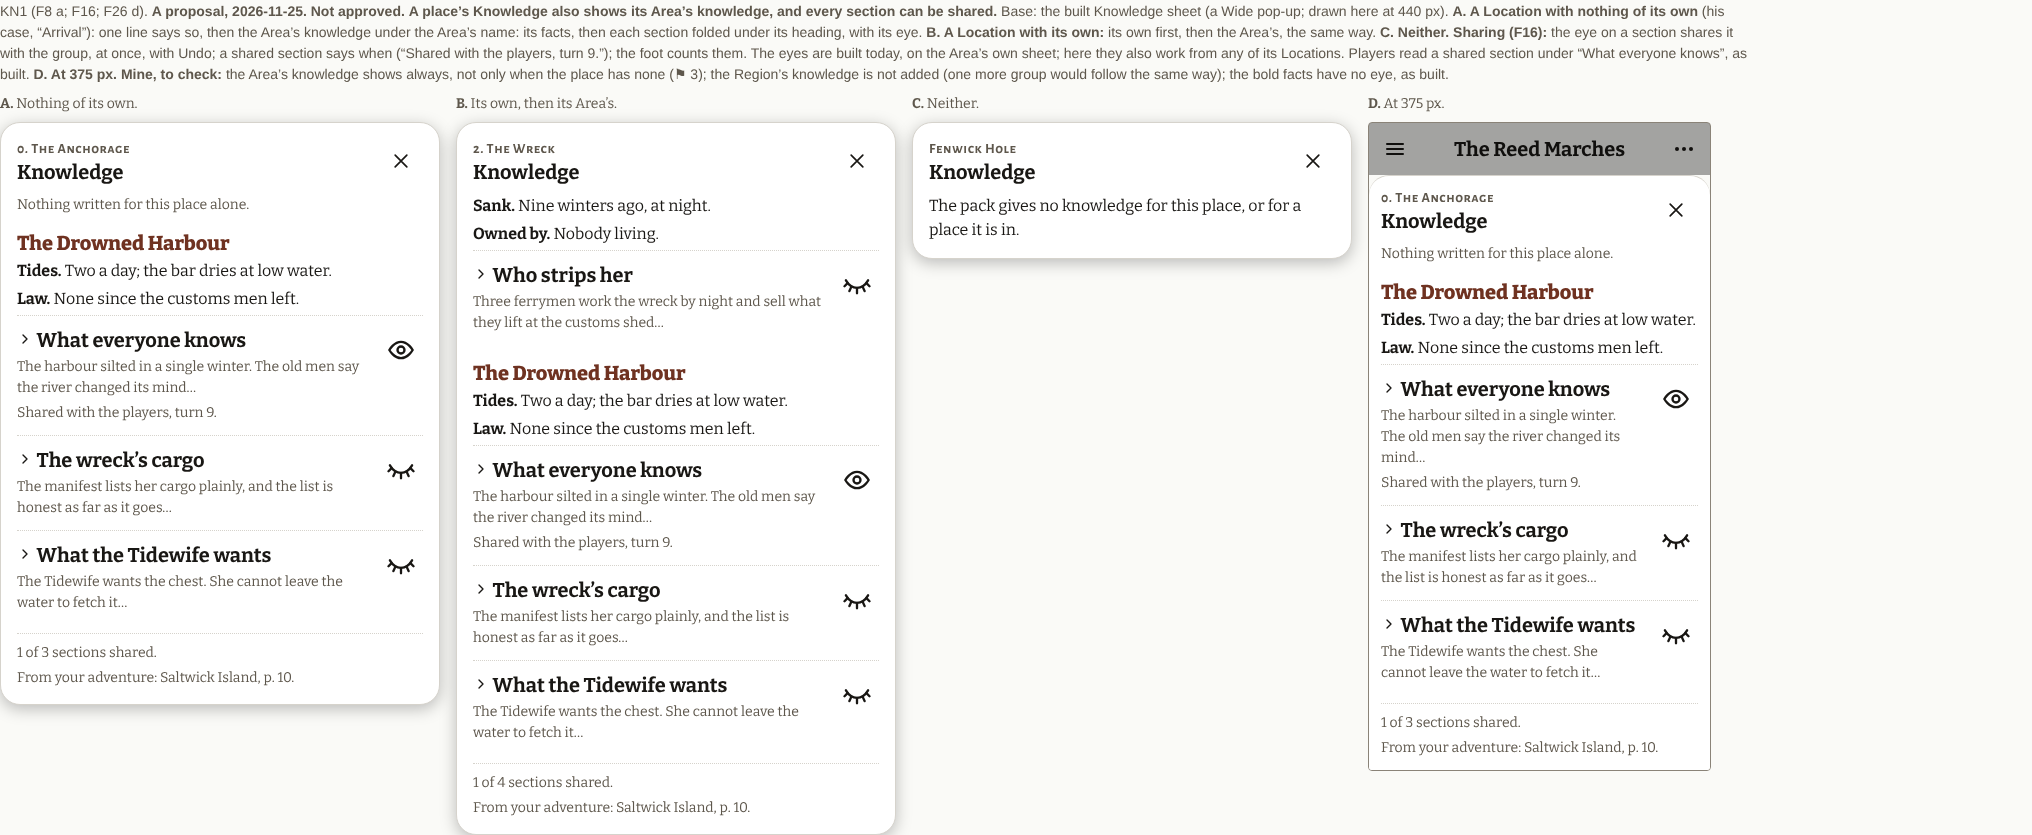 KN1 (F8 a; F16; F26 d). A proposal, 2026-11-25. Not approved. A place's Knowledge also shows its Area's knowledge, and every section can be shared. Base: the built Knowledge sheet (a Wide pop-up; drawn here at 440 px). A. A Location with nothing of its own (his
case, “Arrival”): one line says so, then the Area's knowledge under the Area's name: its facts, then each section folded under its heading, with its eye. B. A Location with its own: its own first, then the Area's, the same way. C. Neither. Sharing (F16): the eye on a section shares it
with the group, at once, with Undo; a shared section says when (“Shared with the players, turn 9.”); the foot counts them. The eyes are built today, on the Area's own sheet; here they also work from any of its Locations. Players read a shared section under “What everyone knows”, as
built. D. At 375 px. Mine, to check: the Area's knowledge shows always, not only when the place has none (⚑ 3); the Region's knowledge is not added (one more group would follow the same way); the bold facts have no eye, as built.
A. Nothing of its own.
0. The Anchorage
Knowledge
Nothing written for this place alone.
The Drowned Harbour
Tides. Two a day; the bar dries at low water.
Law. None since the customs men left.
What everyone knows
The harbour silted in a single winter. The old men say
the river changed its mind…
Shared with the players, turn 9.
The wreck’s cargo
The manifest lists her cargo plainly, and the list is
honest as far as it goes…
What the Tidewife wants
The Tidewife wants the chest. She cannot leave the
water to fetch it…
1 of 3 sections shared.
From your adventure: Saltwick Island, p. 10.
B. Its own, then its Area’s.
2. The Wreck
Knowledge
Sank. Nine winters ago, at night.
Owned by. Nobody living.
Who strips her
Three ferrymen work the wreck by night and sell what
they lift at the customs shed…
The Drowned Harbour
Tides. Two a day; the bar dries at low water.
Law. None since the customs men left.
What everyone knows
The harbour silted in a single winter. The old men say
the river changed its mind…
Shared with the players, turn 9.
The wreck’s cargo
The manifest lists her cargo plainly, and the list is
honest as far as it goes…
What the Tidewife wants
The Tidewife wants the chest. She cannot leave the
water to fetch it…
1 of 4 sections shared.
From your adventure: Saltwick Island, p. 10.
C. Neither.
Fenwick Hole
Knowledge
The pack gives no knowledge for this place, or for a
place it is in.
D. At 375 px.
The Reed Marches
0. The Anchorage
Knowledge
Nothing written for this place alone.
The Drowned Harbour
Tides. Two a day; the bar dries at low water.
Law. None since the customs men left.
What everyone knows
The harbour silted in a single winter.
The old men say the river changed its
mind…
Shared with the players, turn 9.
The wreck’s cargo
The manifest lists her cargo plainly, and
the list is honest as far as it goes…
What the Tidewife wants
The Tidewife wants the chest. She
cannot leave the water to fetch it…
1 of 3 sections shared.
From your adventure: Saltwick Island, p. 10.